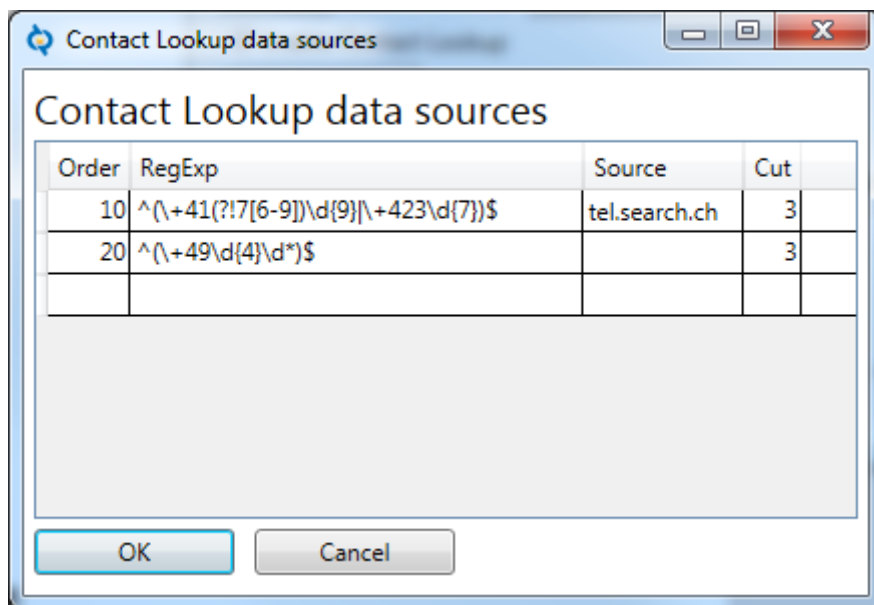 Contact Lookup data sources
Contact Lookup data sources
Order RegExp Source Cut
10 ^(\+41(?!7[6-9])\d{9}|\+423\d{7})$ tel.search.ch 3
20 ^(\+49\d{4}\d*)$ 3
OK Cancel